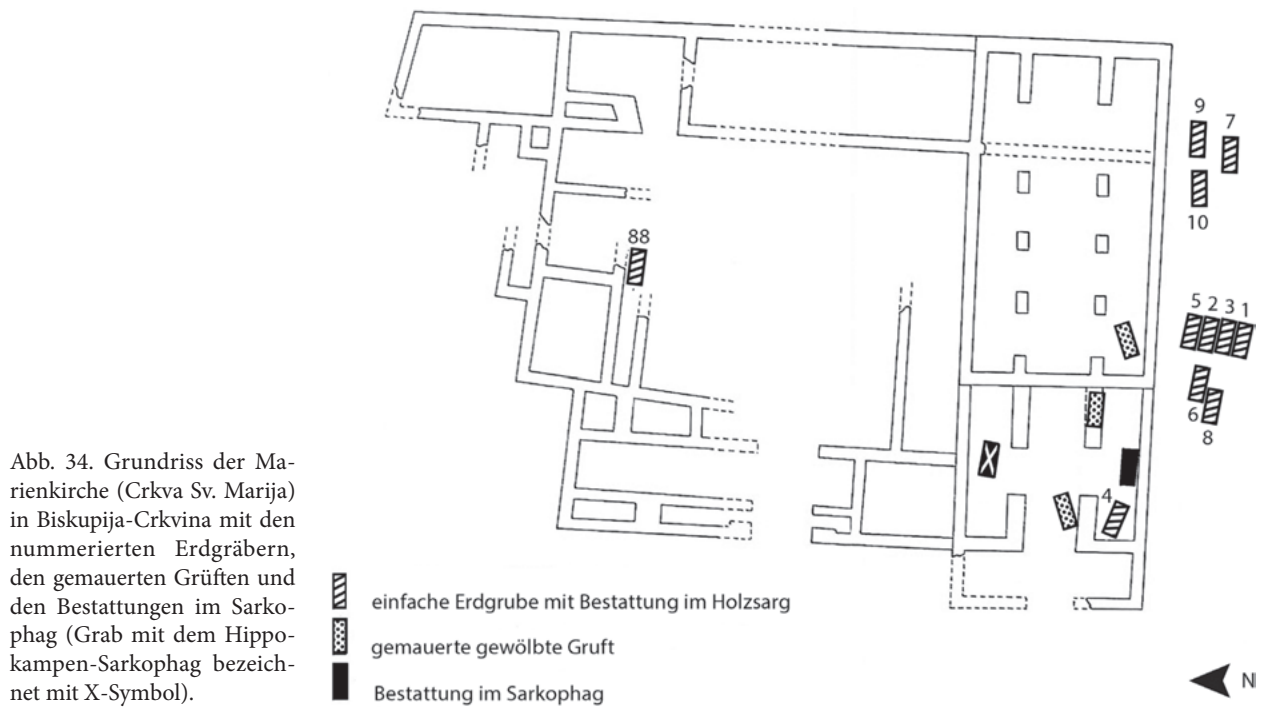 9
7
10
88
5 2 3 1
6
8
4
Abb. 34. Grundriss der Ma-
rienkirche (Crkva Sv. Marija)
in Biskupija-Crkvina mit den
nummerierten Erdgräbern,
den gemauerten Grüften und
den Bestattungen im Sarko-
phag (Grab mit dem Hippo-
kampen-Sarkophag bezeich-
net mit X-Symbol).
einfache Erdgrube mit Bestattung im Holzsarg
gemauerte gewölbte Gruft
Bestattung im Sarkophag
N